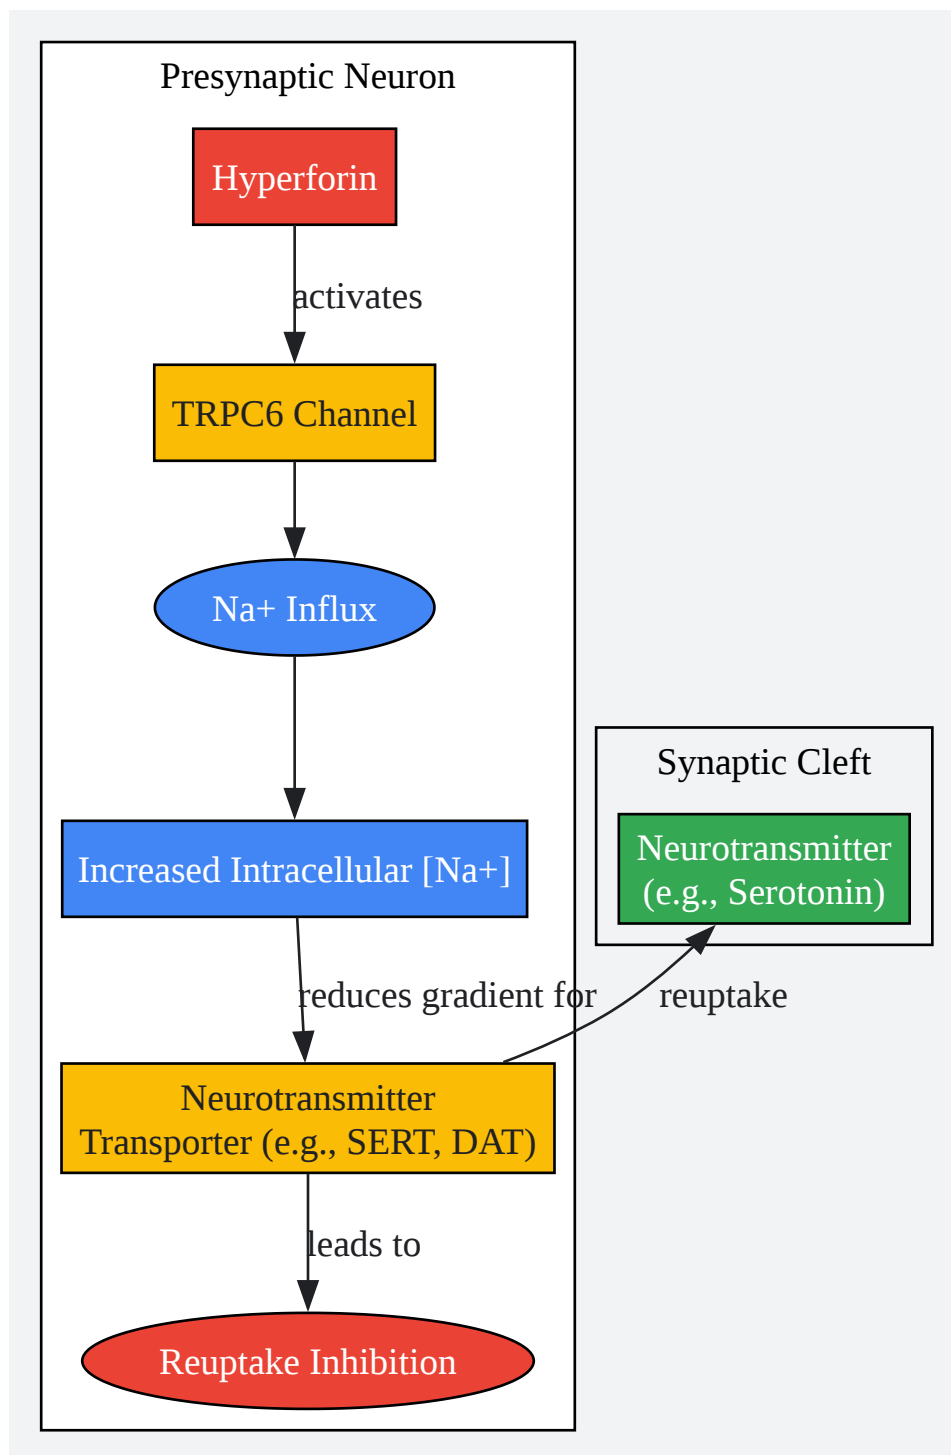 Presynaptic Neuron
Hyperforin
activates
TRPC6 Channel
Na+ Influx
Synaptic Cleft
Neurotransmitter
(e.g., Serotonin)
Increased Intracellular [Na+]
reduces gradient for
reuptake
Neurotransmitter
Transporter (e.g., SERT, DAT)
leads to
Reuptake Inhibition